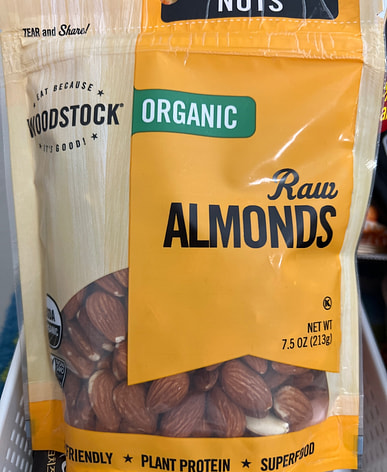 NUTS
TEAR and Share!
EAT BECAUSE
WOODSTOCK®
IT'S GOOD!
ORGANIC
Raw
ALMONDS
K
NET WT
7.5 OZ (213g)
FRIENDLY ★ PLANT PROTEIN ★ SUPERFOOD